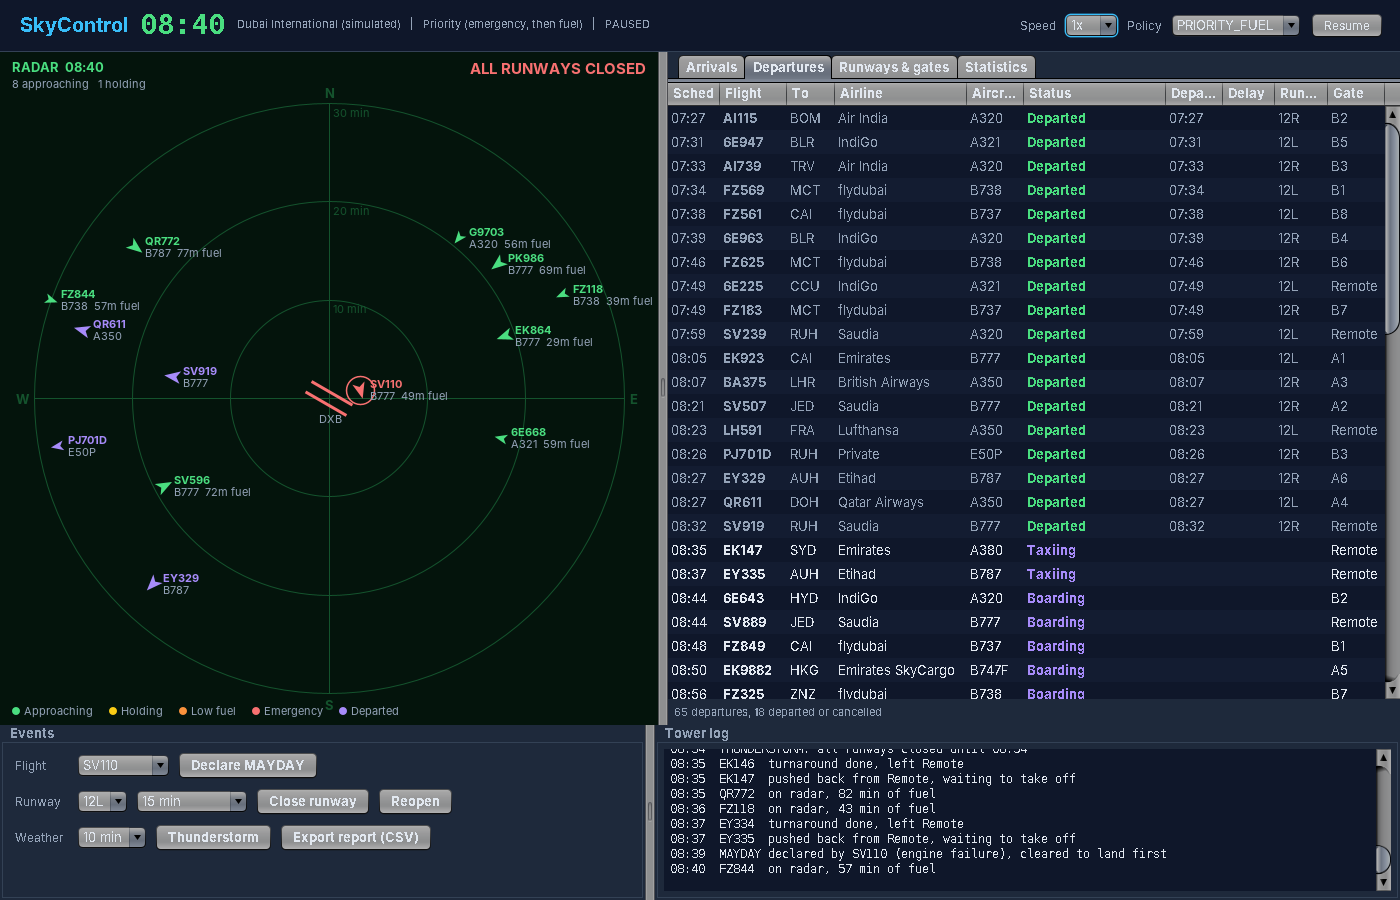 SkyControl 08:40 Dubai International (simulated) | Priority (emergency, then fuel) | PAUSED Speed 1x Policy PRIORITY_FUEL Resume
RADAR 08:40
8 approaching 1 holding
ALL RUNWAYS CLOSED
N
30 min
20 min
10 min
W
E
S
QR772
B787 77m fuel
G9703
A320 56m fuel
PK986
B777 69m fuel
FZ844
B738 57m fuel
FZ118
B738 39m fuel
QR611
A350
EK864
B777 29m fuel
SV919
B777
SV110
B777 49m fuel
DXB
PJ701D
E50P
6E668
A321 59m fuel
SV596
B777 72m fuel
EY329
B787
Approaching Holding Low fuel Emergency Departed
Arrivals Departures Runways & gates Statistics
Sched Flight To Airline Aircr... Status Depa... Delay Run... Gate
07:27 AI115 BOM Air India A320 Departed 07:27 12R B2
07:31 6E947 BLR IndiGo A321 Departed 07:31 12L B5
07:33 AI739 TRV Air India A320 Departed 07:33 12R B3
07:34 FZ569 MCT flydubai B738 Departed 07:34 12L B1
07:38 FZ561 CAI flydubai B737 Departed 07:38 12L B8
07:39 6E963 BLR IndiGo A320 Departed 07:39 12R B4
07:46 FZ625 MCT flydubai B738 Departed 07:46 12R B6
07:49 6E225 CCU IndiGo A321 Departed 07:49 12L Remote
07:49 FZ183 MCT flydubai B737 Departed 07:49 12R B7
07:59 SV239 RUH Saudia A320 Departed 07:59 12L Remote
08:05 EK923 CAI Emirates B777 Departed 08:05 12L A1
08:07 BA375 LHR British Airways A350 Departed 08:07 12R A3
08:21 SV507 JED Saudia B777 Departed 08:21 12R A2
08:23 LH591 FRA Lufthansa A350 Departed 08:23 12L Remote
08:26 PJ701D RUH Private E50P Departed 08:26 12R B3
08:27 EY329 AUH Etihad B787 Departed 08:27 12R A6
08:27 QR611 DOH Qatar Airways A350 Departed 08:27 12L A4
08:32 SV919 RUH Saudia B777 Departed 08:32 12R Remote
08:35 EK147 SYD Emirates A380 Taxiing Remote
08:37 EY335 AUH Etihad B787 Taxiing Remote
08:44 6E643 HYD IndiGo A320 Boarding B2
08:44 SV889 JED Saudia B777 Boarding Remote
08:48 FZ849 CAI flydubai B737 Boarding B1
08:50 EK9882 HKG Emirates SkyCargo B747F Boarding A5
08:56 FZ325 ZNZ flydubai B738 Boarding B7
65 departures, 18 departed or cancelled
Events
Flight SV110 Declare MAYDAY
Runway 12L 15 min Close runway Reopen
Weather 10 min Thunderstorm Export report (CSV)
Tower log
08:34 THUNDERSTORM: all runways closed until 08:54
08:35 EK146 turnaround done, left Remote
08:35 EK147 pushed back from Remote, waiting to take off
08:35 QR772 on radar, 82 min of fuel
08:36 FZ118 on radar, 43 min of fuel
08:37 EY334 turnaround done, left Remote
08:37 EY335 pushed back from Remote, waiting to take off
08:39 MAYDAY declared by SV110 (engine failure), cleared to land first
08:40 FZ844 on radar, 57 min of fuel